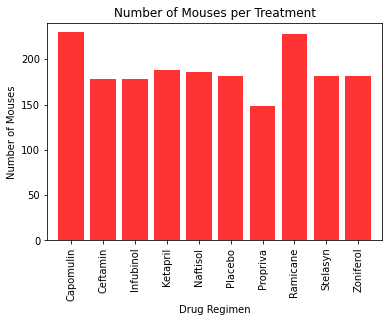 Number of Mouses per Treatment
Number of Mouses
200
150
100
50
0
Capomulin
Ceftamin
Infubinol
Ketapril
Naftisol
Placebo
Propriva
Ramicane
Stelasyn
Zoniferol
Drug Regimen